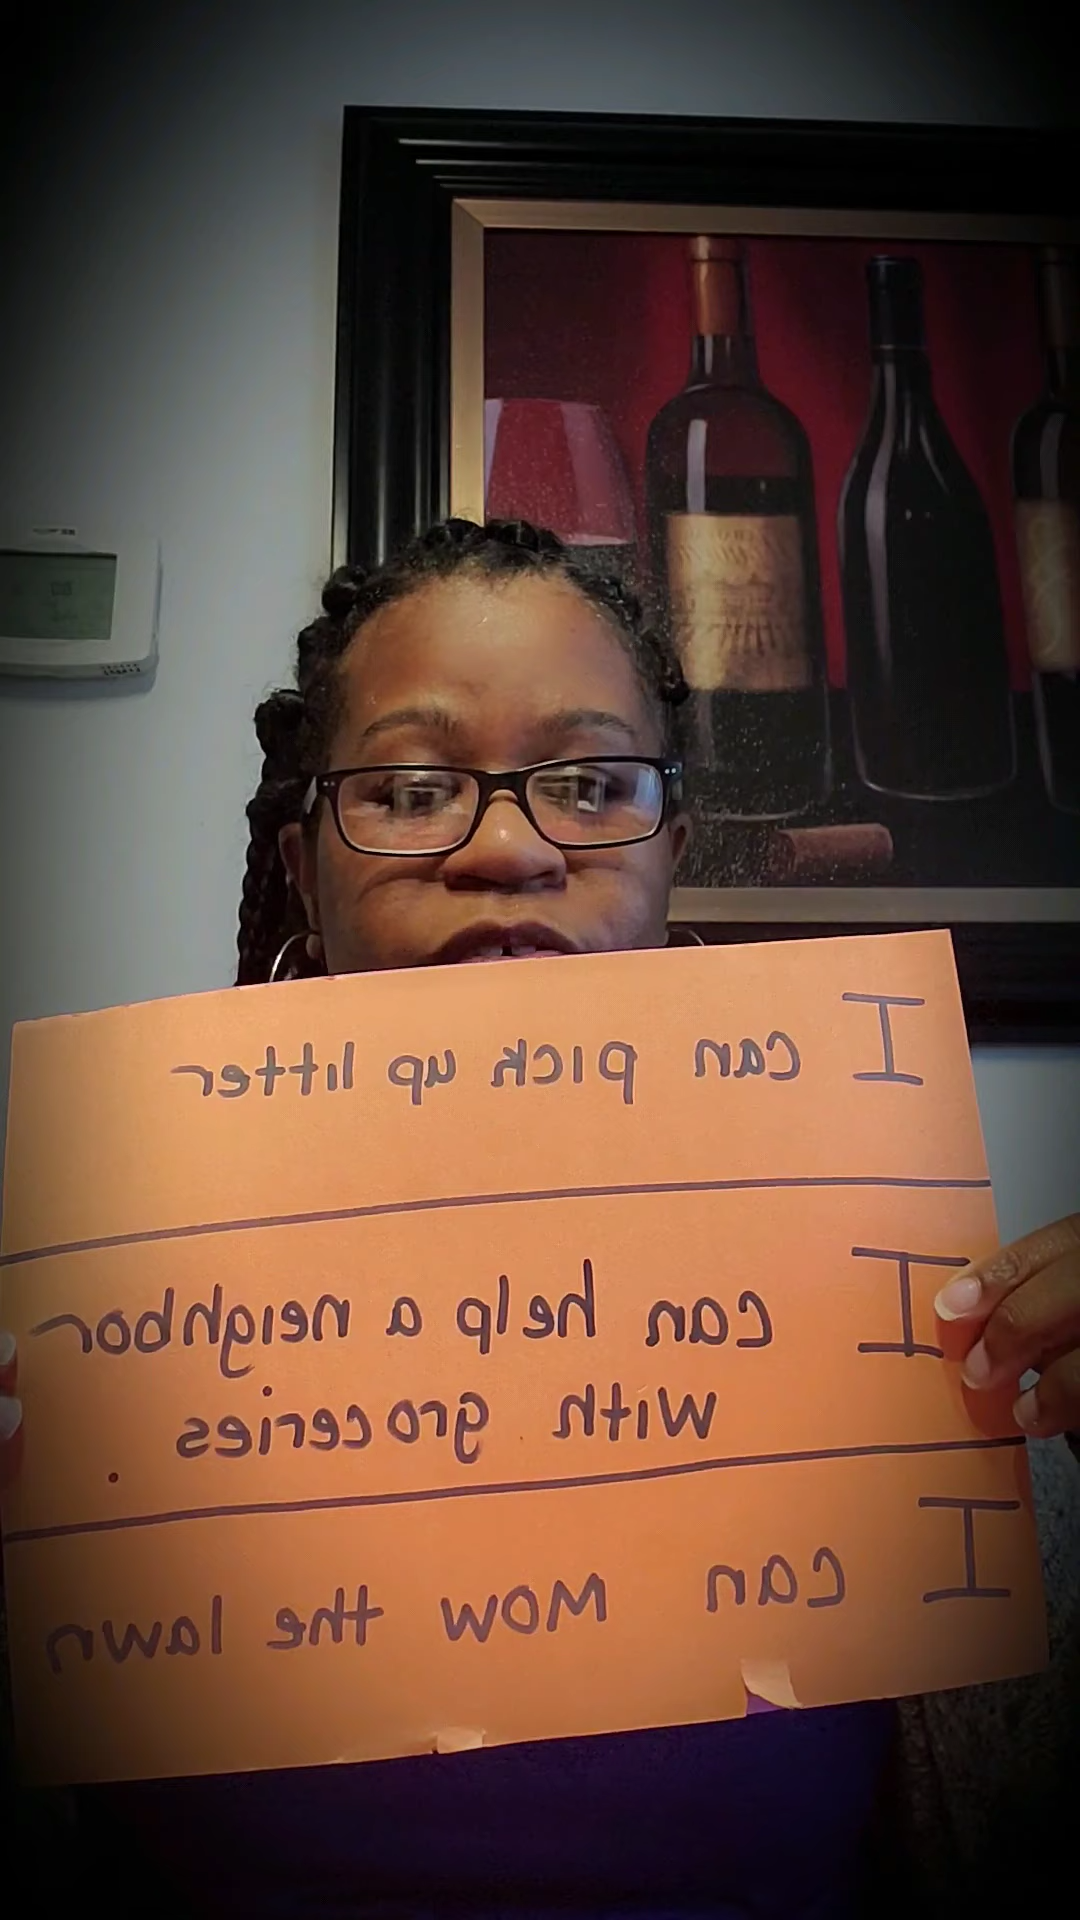 I can pick up litter
I can help a neighbor
with groceries.
I can mow the lawn